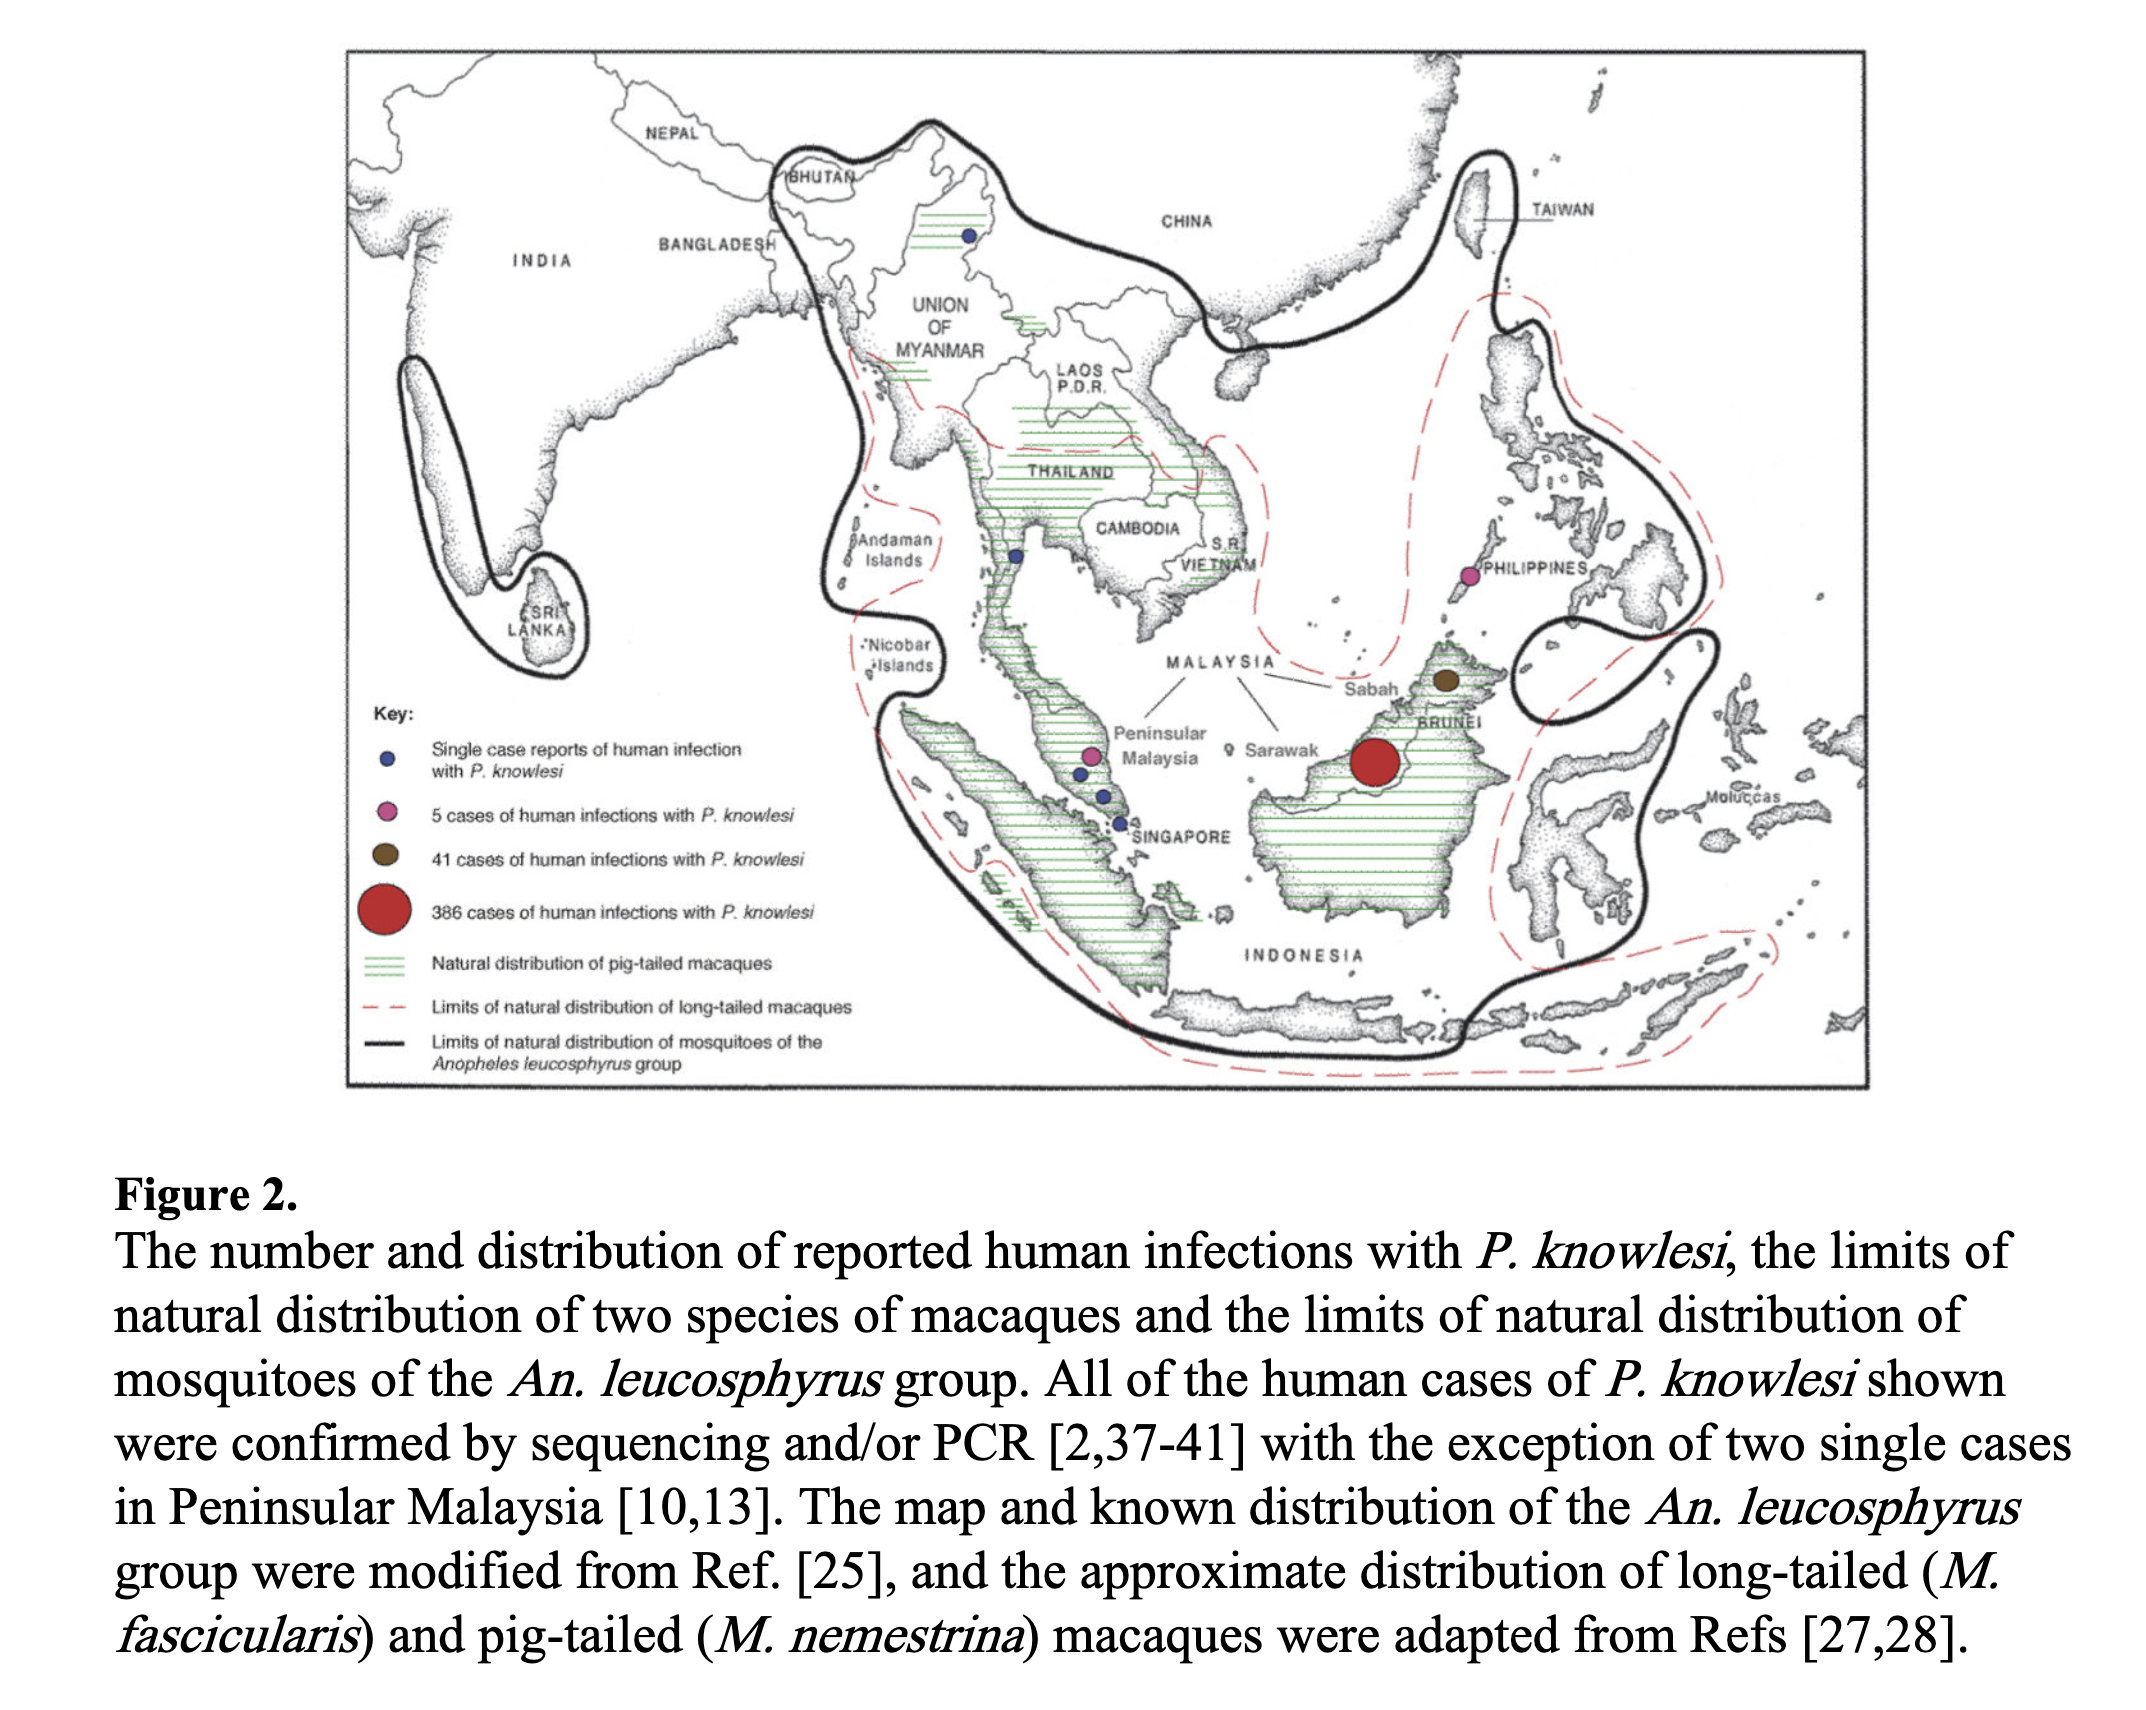 NEPAL
BHUTAN
CHINA
TAIWAN
BANGLADESH
INDIA
UNION
OF
MYANMAR
LAOS
P.D.R.
THAILAND
CAMBODIA
Andaman
Islands
S.R.
VIETNAM
PHILIPPINES
SRI
LANKA
Nicobar
Islands
MALAYSIA
Sabah
BRUNEI
Peninsular
Malaysia
Sarawak
Moluccas
SINGAPORE
INDONESIA
Key:
Single case reports of human infection
with P. knowlesi
5 cases of human infections with P. knowlesi
41 cases of human infections with P. knowlesi
386 cases of human infections with P. knowlesi
Natural distribution of pig-tailed macaques
Limits of natural distribution of long-tailed macaques
Limits of natural distribution of mosquitoes of the
Anopheles leucosphyrus group
Figure 2.
The number and distribution of reported human infections with P. knowlesi, the limits of
natural distribution of two species of macaques and the limits of natural distribution of
mosquitoes of the An. leucosphyrus group. All of the human cases of P. knowlesi shown
were confirmed by sequencing and/or PCR [2,37-41] with the exception of two single cases
in Peninsular Malaysia [10,13]. The map and known distribution of the An. leucosphyrus
group were modified from Ref. [25], and the approximate distribution of long-tailed (M.
fascicularis) and pig-tailed (M. nemestrina) macaques were adapted from Refs [27,28].